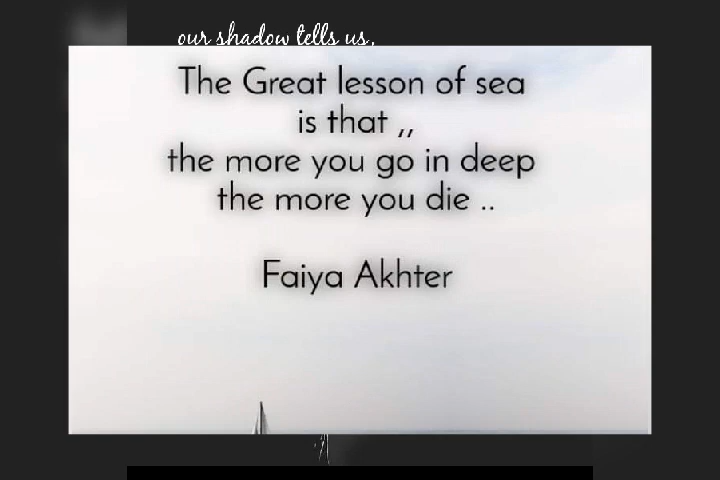 our shadow tells us,
The Great lesson of sea
is that ,,
the more you go in deep
the more you die ..
Faiya Akhter